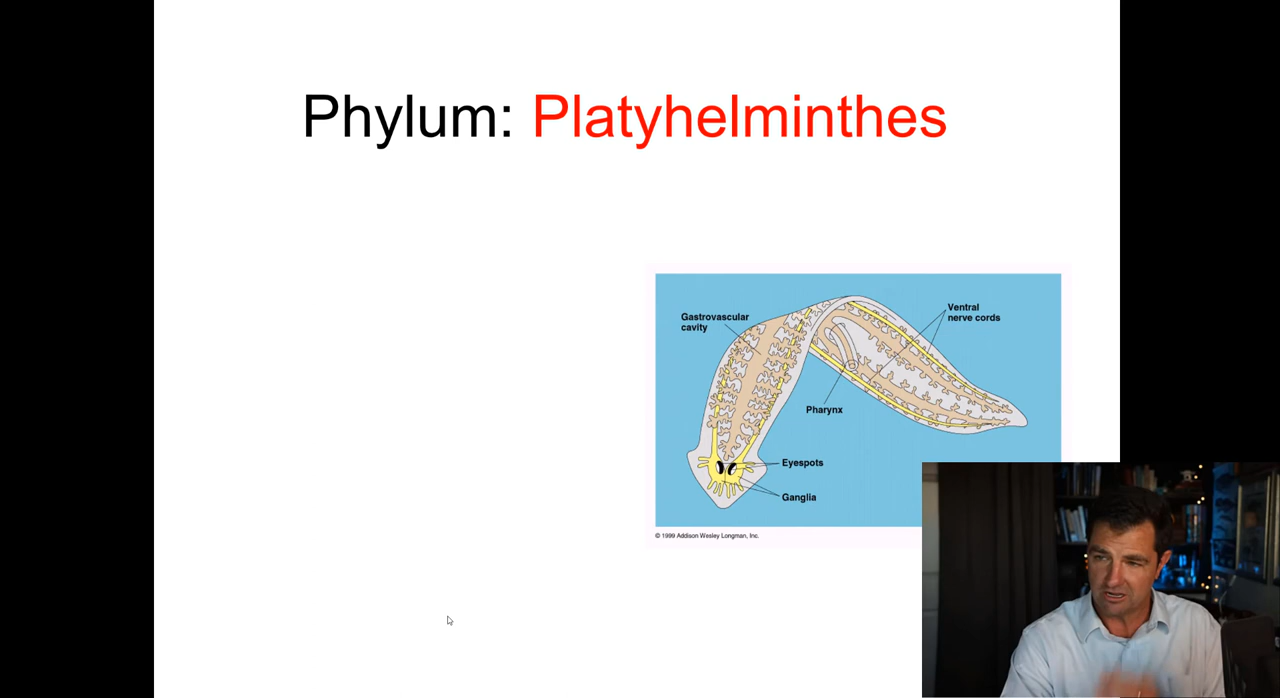 Phylum: Platyhelminthes
Gastrovascular
cavity
Ventral
nerve cords
Pharynx
Eyespots
Ganglia
© 1999 Addison Wesley Longman, Inc.